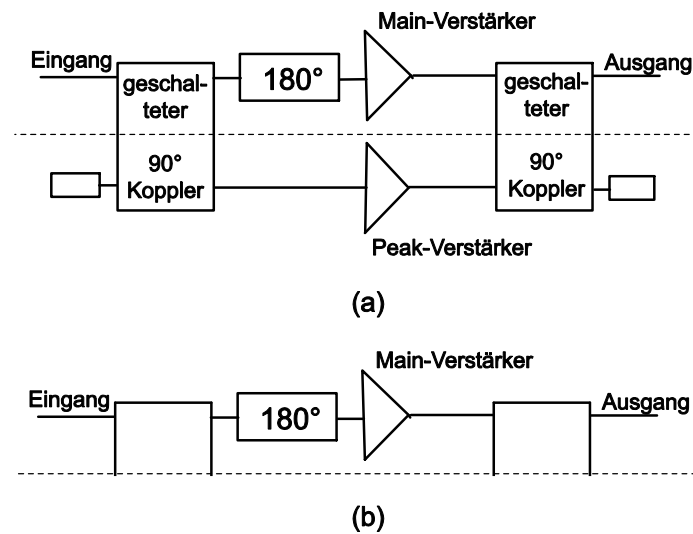 Main-Verstärker
Eingang
Ausgang
geschal-
teter
180°
geschal-
teter
90°
Koppler
90°
Koppler
Peak-Verstärker
(a)
Main-Verstärker
Eingang
180°
Ausgang
(b)